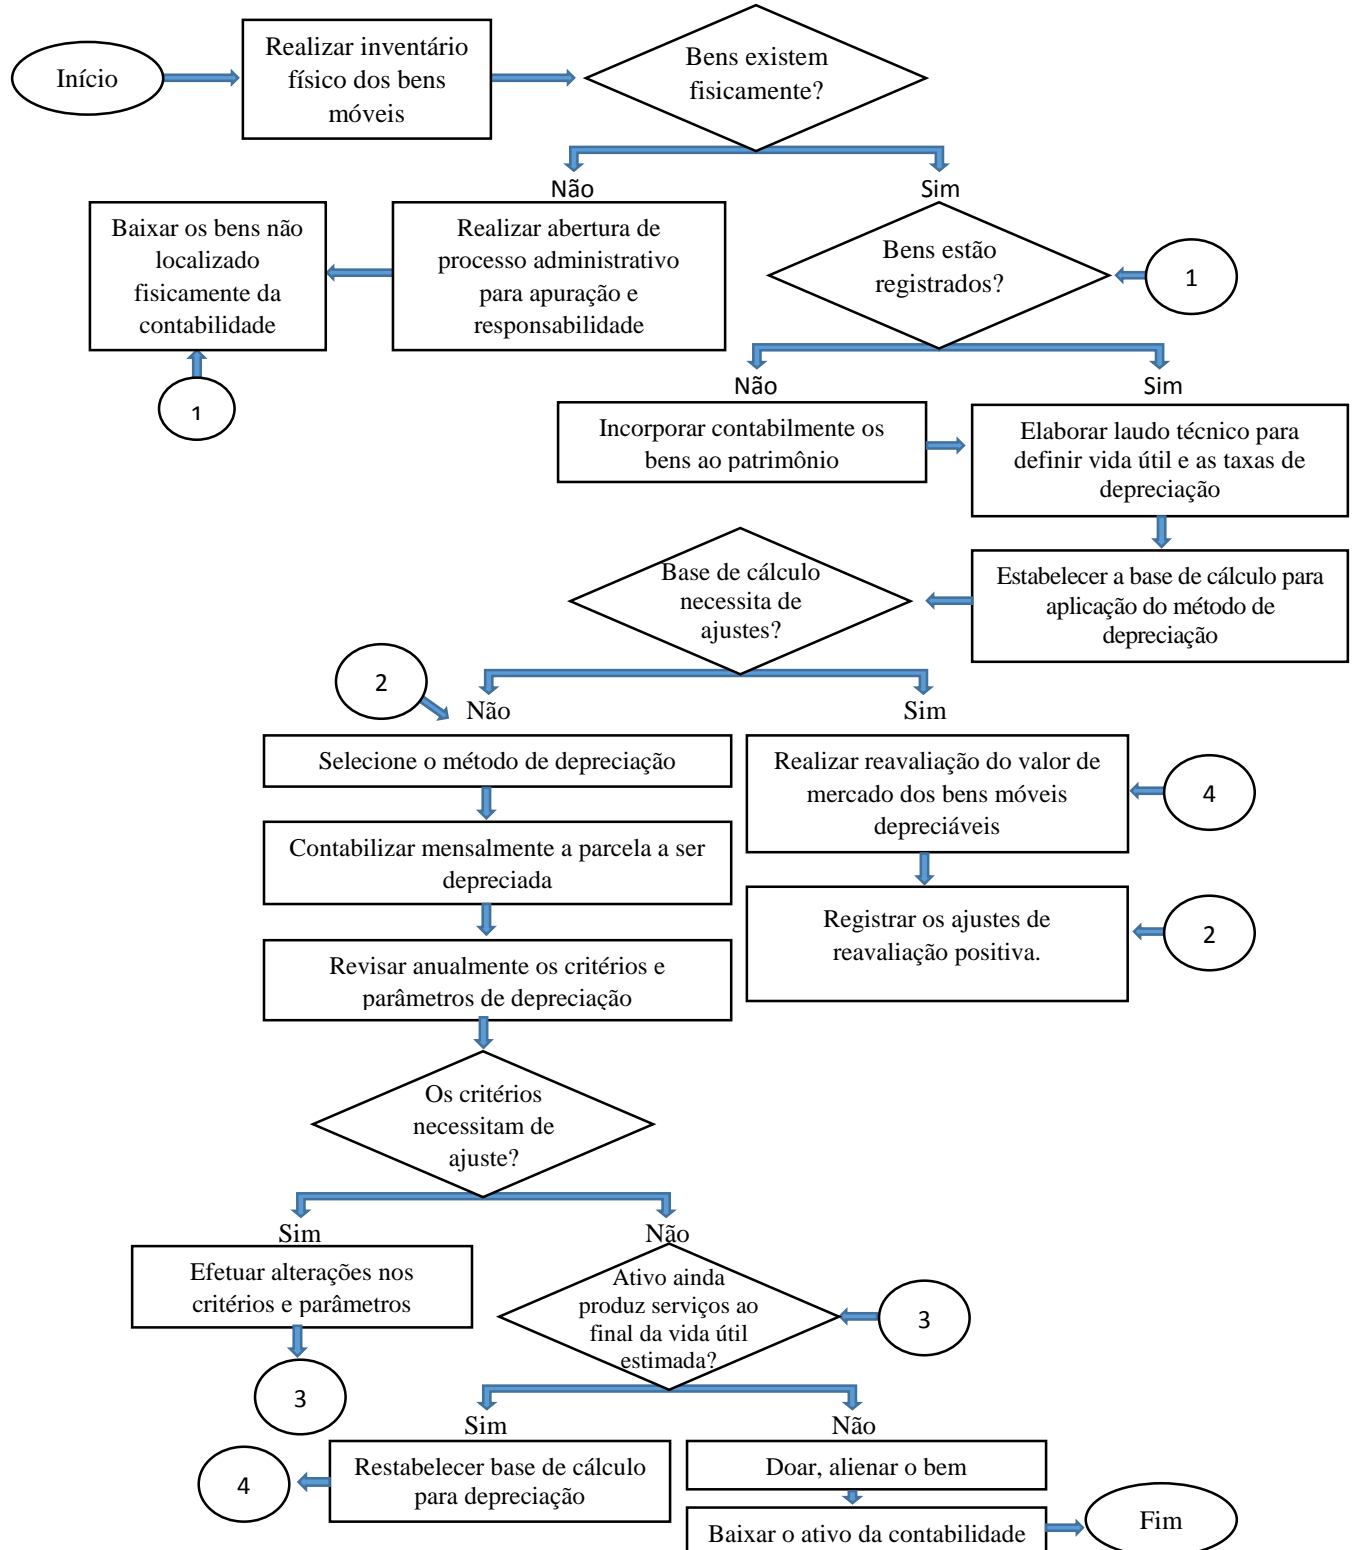 Início
Realizar inventário
físico dos bens
móveis
Bens existem
fisicamente?
Não
Sim
Baixar os bens não
localizado
fisicamente da
contabilidade
Realizar abertura de
processo administrativo
para apuração e
responsabilidade
Bens estão
registrados?
1
1
Não
Sim
Incorporar contabilmente os
bens ao patrimônio
Elaborar laudo técnico para
definir vida útil e as taxas de
depreciação
Base de cálculo
necessita de
ajustes?
Estabelecer a base de cálculo para
aplicação do método de
depreciação
2
Não
Sim
Selecione o método de depreciação
Realizar reavaliação do valor de
mercado dos bens móveis
depreciáveis
4
Contabilizar mensalmente a parcela a ser
depreciada
Registrar os ajustes de
reavaliação positiva.
2
Revisar anualmente os critérios e
parâmetros de depreciação
Os critérios
necessitam de
ajuste?
Sim
Não
Efetuar alterações nos
critérios e parâmetros
Ativo ainda
produz serviços ao
final da vida útil
estimada?
3
3
Sim
Não
4
Restabelecer base de cálculo
para depreciação
Doar, alienar o bem
Baixar o ativo da contabilidade
Fim